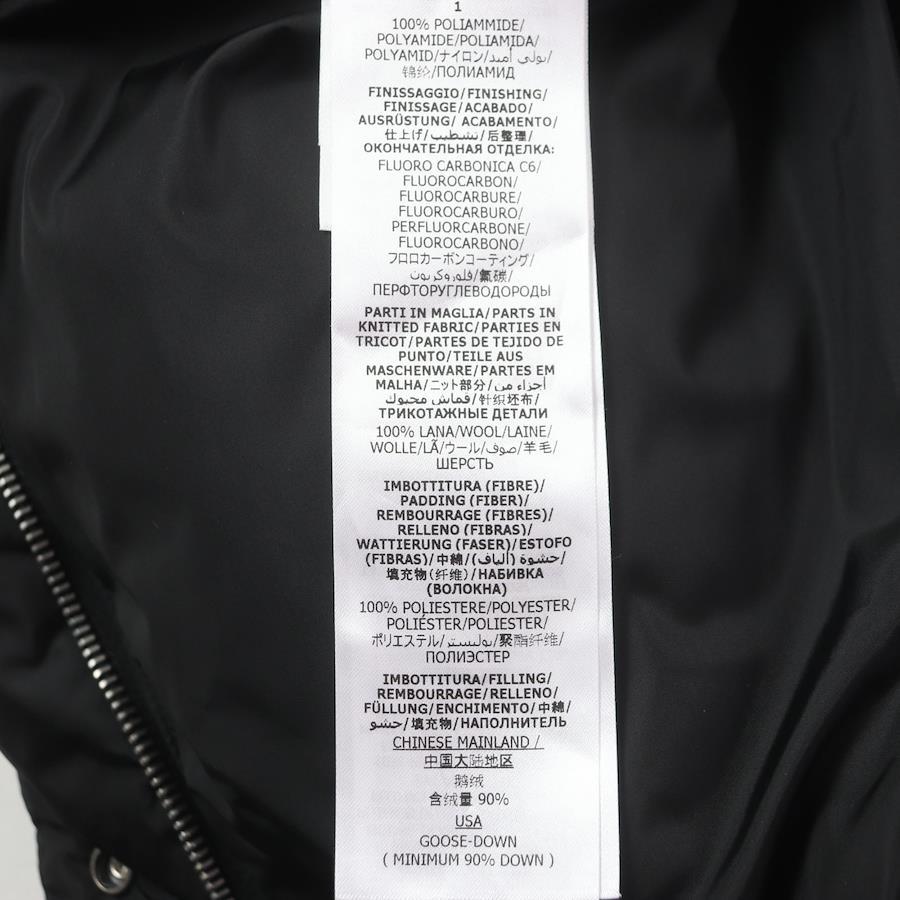 1
100% POLIAMMIDE/
POLYAMIDE/POLIAMIDA/
POLYAMID/ナイロン/بولي أميد/
锦纶/ПОЛИАМИД
FINISSAGGIO/FINISHING/
FINISSAGE/ACABADO/
AUSRÜSTUNG/ACABAMENTO/
仕上げ/تشطيب/后整理/
ОКОНЧАТЕЛЬНАЯ ОТДЕЛКА:
FLUORO CARBONICA C6/
FLUOROCARBON/
FLUOROCARBURE/
FLUOROCARBURO/
PERFLUORCARBONE/
FLUOROCARBONO/
フロロカーボンコーティング/
فلوروكربون/氟碳/
ПЕРФТОРУГЛЕВОДОРОДЫ
PARTI IN MAGLIA/PARTS IN
KNITTED FABRIC/PARTIES EN
TRICOT/PARTES DE TEJIDO DE
PUNTO/TEILE AUS
MASCHENWARE/PARTES EM
MALHA/ニット部分/أجزاء من
قماش محبوك/针织坯布/
ТРИКОТАЖНЫЕ ДЕТАЛИ
100% LANA/WOOL/LAINE/
WOLLE/LÃ/ウール/صوف/羊毛/
ШЕРСТЬ
IMBOTTITURA (FIBRE)/
PADDING (FIBER)/
REMBOURRAGE (FIBRES)/
RELLENO (FIBRAS)/
WATTIERUNG (FASER)/ESTOFO
(FIBRAS)/中綿/حشوة (ألياف)/
填充物(纤维)/НАБИВКА
(ВОЛОКНА)
100% POLIESTERE/POLYESTER/
POLIÉSTER/POLIESTER/
ポリエステル/بوليستر/聚酯纤维/
ПОЛИЭСТЕР
IMBOTTITURA/FILLING/
REMBOURRAGE/RELLENO/
FÜLLUNG/ENCHIMENTO/中綿/
حشو/填充物/НАПОЛНИТЕЛЬ
CHINESE MAINLAND /
中国大陆地区
鹅绒
含绒量 90%
USA
GOOSE-DOWN
( MINIMUM 90% DOWN )